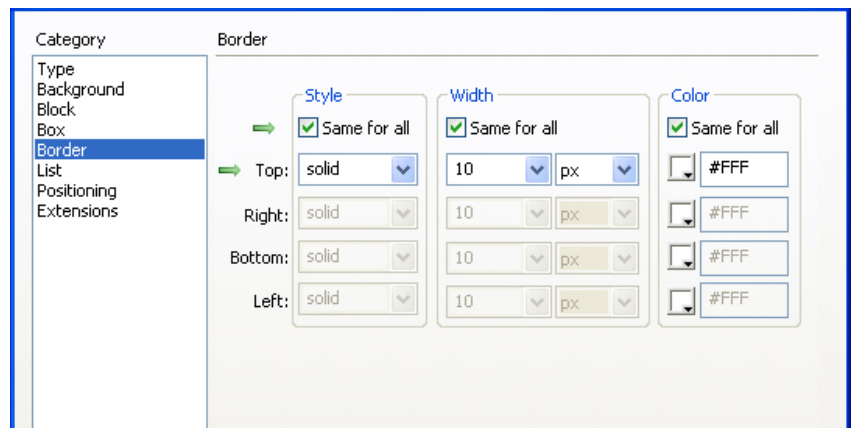 Category
Border
Type
Background
Block
Box
Border
List
Positioning
Extensions
Style
Width
Color
Same for all
Same for all
Same for all
Top: solid 10 px #FFF
Right: solid 10 px #FFF
Bottom: solid 10 px #FFF
Left: solid 10 px #FFF